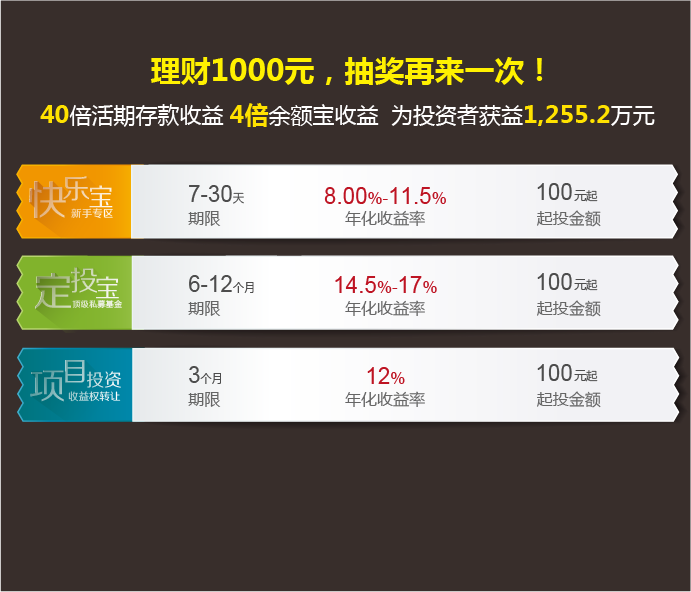 理财1000元，抽奖再来一次！
40倍活期存款收益 4倍余额宝收益 为投资者获益1,255.2万元
快乐宝
新手专区
7-30天
期限
8.00%-11.5%
年化收益率
100元起
起投金额
定投宝
顶级私募基金
6-12个月
期限
14.5%-17%
年化收益率
100元起
起投金额
项目投资
收益权转让
3个月
期限
12%
年化收益率
100元起
起投金额